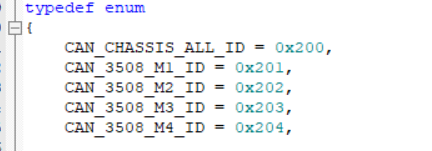 typedef enum
{
CAN_CHASSIS_ALL_ID = 0x200,
CAN_3508_M1_ID = 0x201,
CAN_3508_M2_ID = 0x202,
CAN_3508_M3_ID = 0x203,
CAN_3508_M4_ID = 0x204,